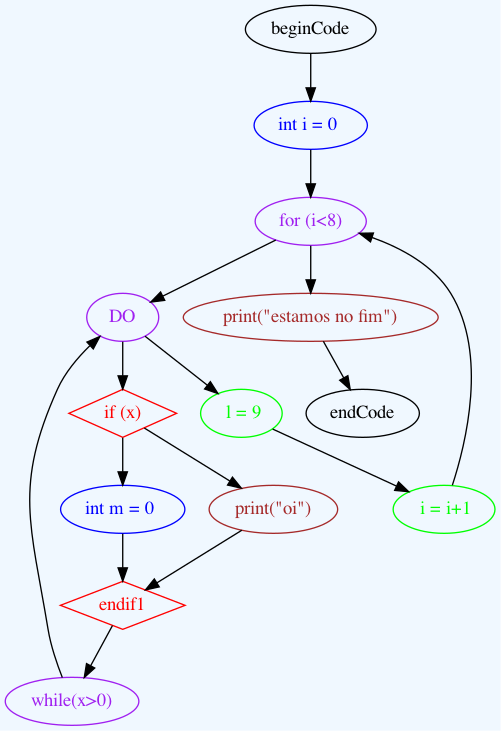 beginCode
int i = 0
for (i<8)
DO
print("estamos no fim")
if (x)
l = 9
endCode
int m = 0
print("oi")
i = i+1
endif1
while(x>0)